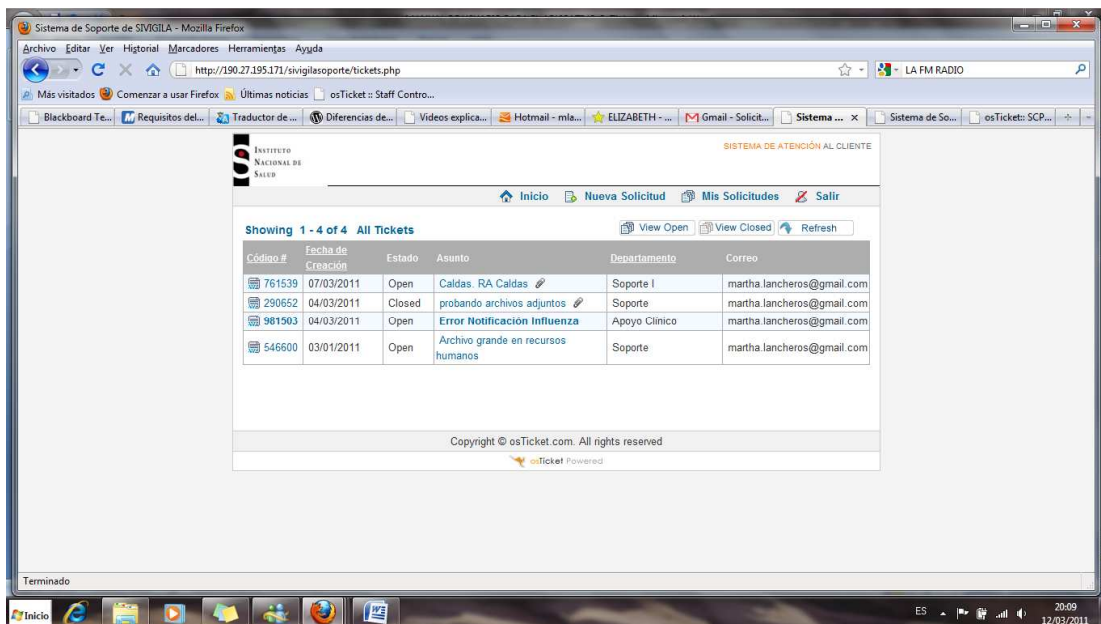 Sistema de Soporte de SIVIGILA - Mozilla Firefox
Archivo Editar Ver Historial Marcadores Herramientas Ayuda
http://190.27.195.171/sivigilasoporte/tickets.php
LA FM RADIO
Más visitados Comenzar a usar Firefox Últimas noticias osTicket :: Staff Contro...
Blackboard Te... Requisitos del... Traductor de ... Diferencias de... Videos explica... Hotmail - mla... ELIZABETH - ... Gmail - Solicit... Sistema ... x Sistema de So... osTicket:: SCP...
INSTITUTO
NACIONAL DE
SALUD
SISTEMA DE ATENCIÓN AL CLIENTE
Inicio Nueva Solicitud Mis Solicitudes Salir
Showing 1 - 4 of 4 All Tickets
View Open View Closed Refresh
Código # Fecha de Creación Estado Asunto Departamento Correo
761539 07/03/2011 Open Caldas. RA Caldas Soporte I martha.lancheros@gmail.com
290652 04/03/2011 Closed probando archivos adjuntos Soporte martha.lancheros@gmail.com
981503 04/03/2011 Open Error Notificación Influenza Apoyo Clínico martha.lancheros@gmail.com
546600 03/01/2011 Open Archivo grande en recursos humanos Soporte martha.lancheros@gmail.com
Copyright © osTicket.com. All rights reserved
osTicket Powered
Terminado
Inicio
ES
20:09
12/03/2011